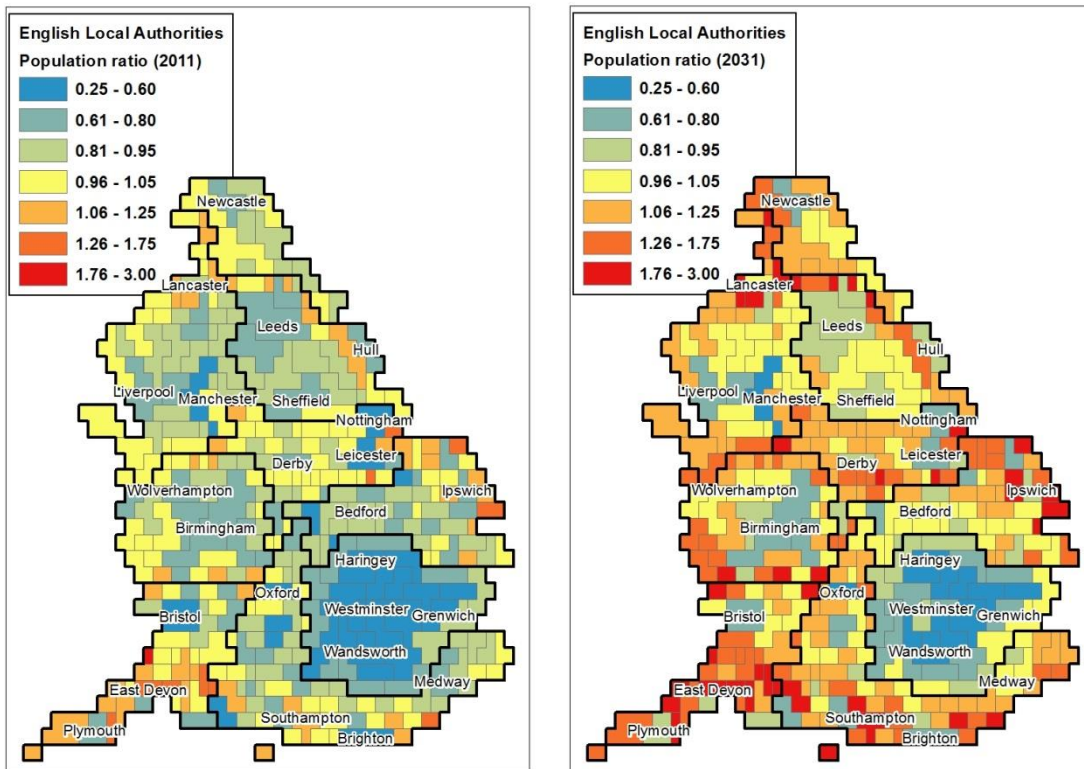 English Local Authorities
Population ratio (2011)
0.25 - 0.60
0.61 - 0.80
0.81 - 0.95
0.96 - 1.05
1.06 - 1.25
1.26 - 1.75
1.76 - 3.00
Newcastle
Lancaster
Leeds
Hull
Liverpool
Manchester
Sheffield
Nottingham
Derby
Leicester
Wolverhampton
Ipswich
Birmingham
Bedford
Haringey
Oxford
Westminster
Bristol
Grenwich
Wandsworth
Medway
East Devon
Southampton
Plymouth
Brighton
English Local Authorities
Population ratio (2031)
0.25 - 0.60
0.61 - 0.80
0.81 - 0.95
0.96 - 1.05
1.06 - 1.25
1.26 - 1.75
1.76 - 3.00
Newcastle
Lancaster
Leeds
Hull
Liverpool
Manchester
Sheffield
Nottingham
Derby
Leicester
Wolverhampton
Ipswich
Birmingham
Bedford
Haringey
Oxford
Westminster
Bristol
Grenwich
Wandsworth
Medway
East Devon
Southampton
Plymouth
Brighton